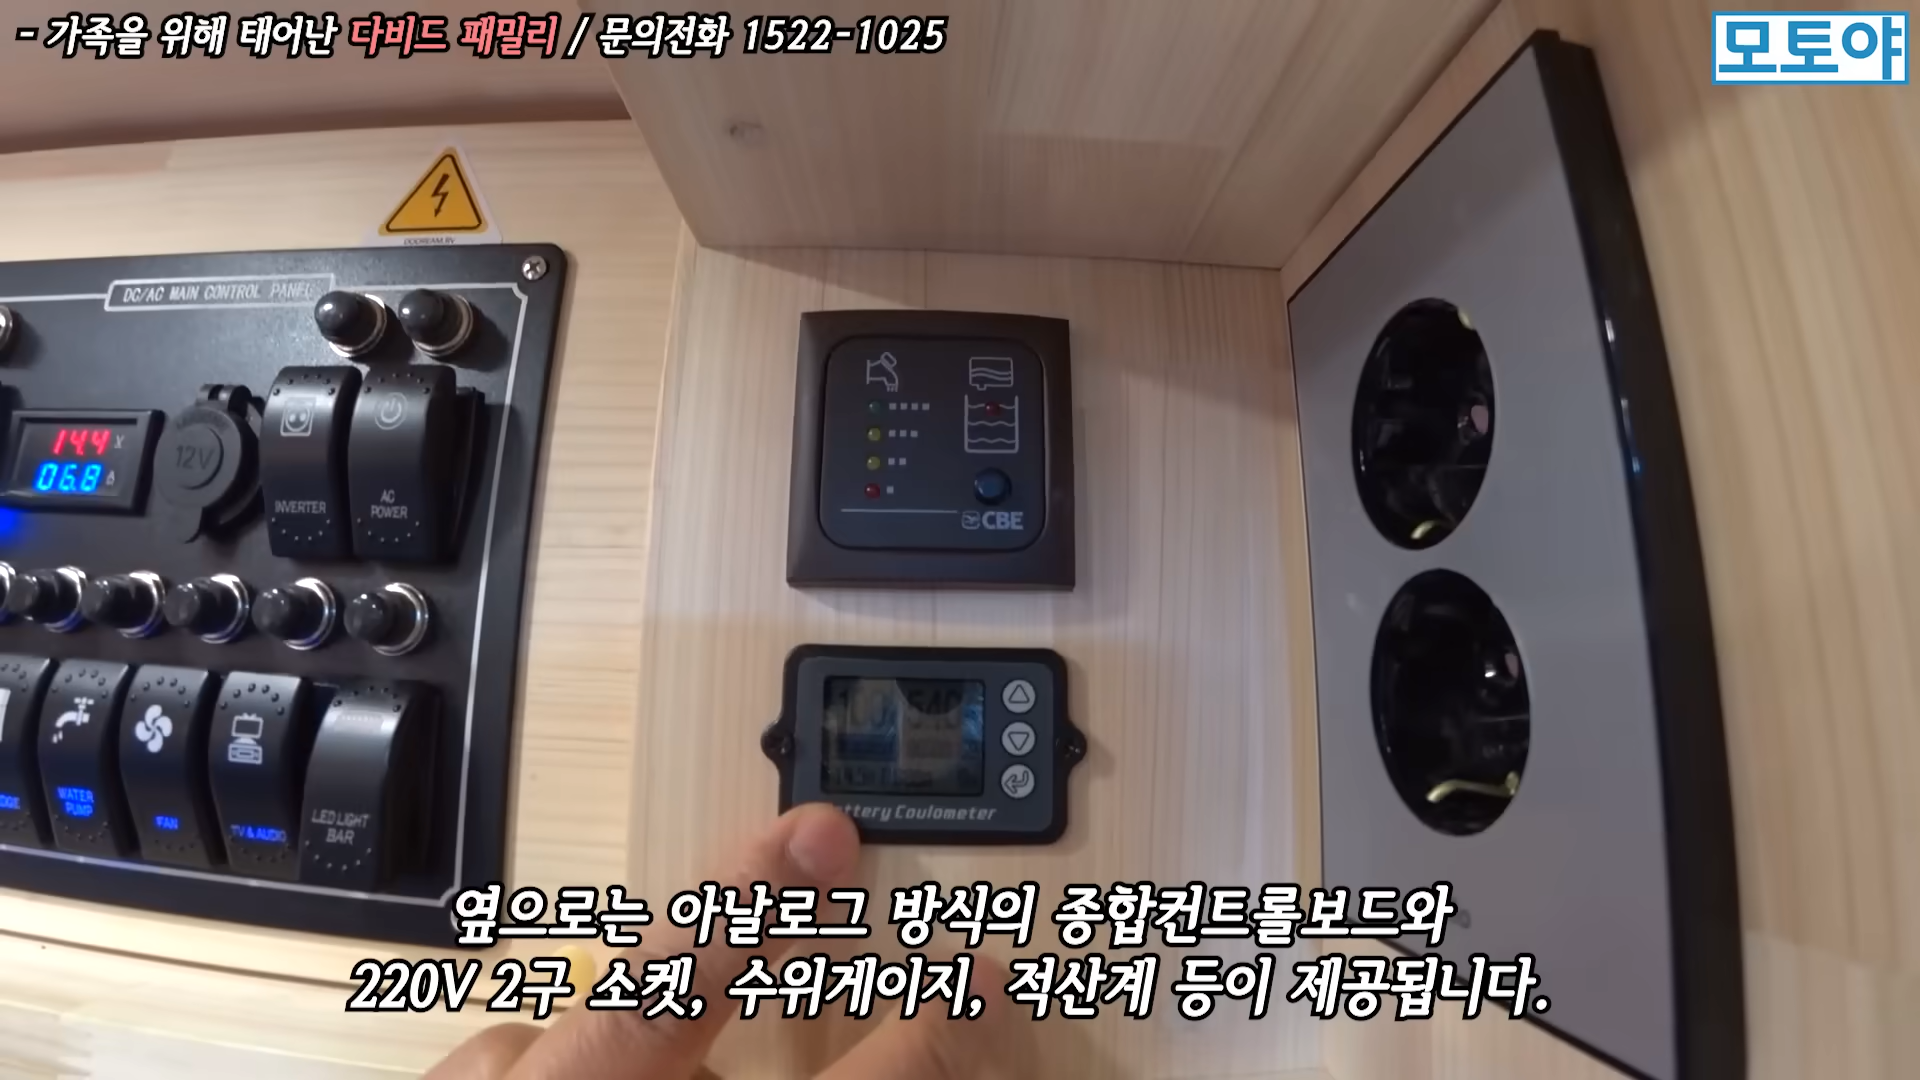 - 가족을 위해 태어난 다비드 패밀리 / 문의전화 1522-1025
모토야
DC/AC MAIN CONTROL PANEL
14.4 V
06.8 A
12V
INVERTER
AC
POWER
CBE
WATER
PUMP
FAN
TV & AUDIO
LED LIGHT
BAR
Coulometer
옆으로는 아날로그 방식의 종합컨트롤보드와
220V 2구 소켓, 수위게이지, 적산계 등이 제공됩니다.